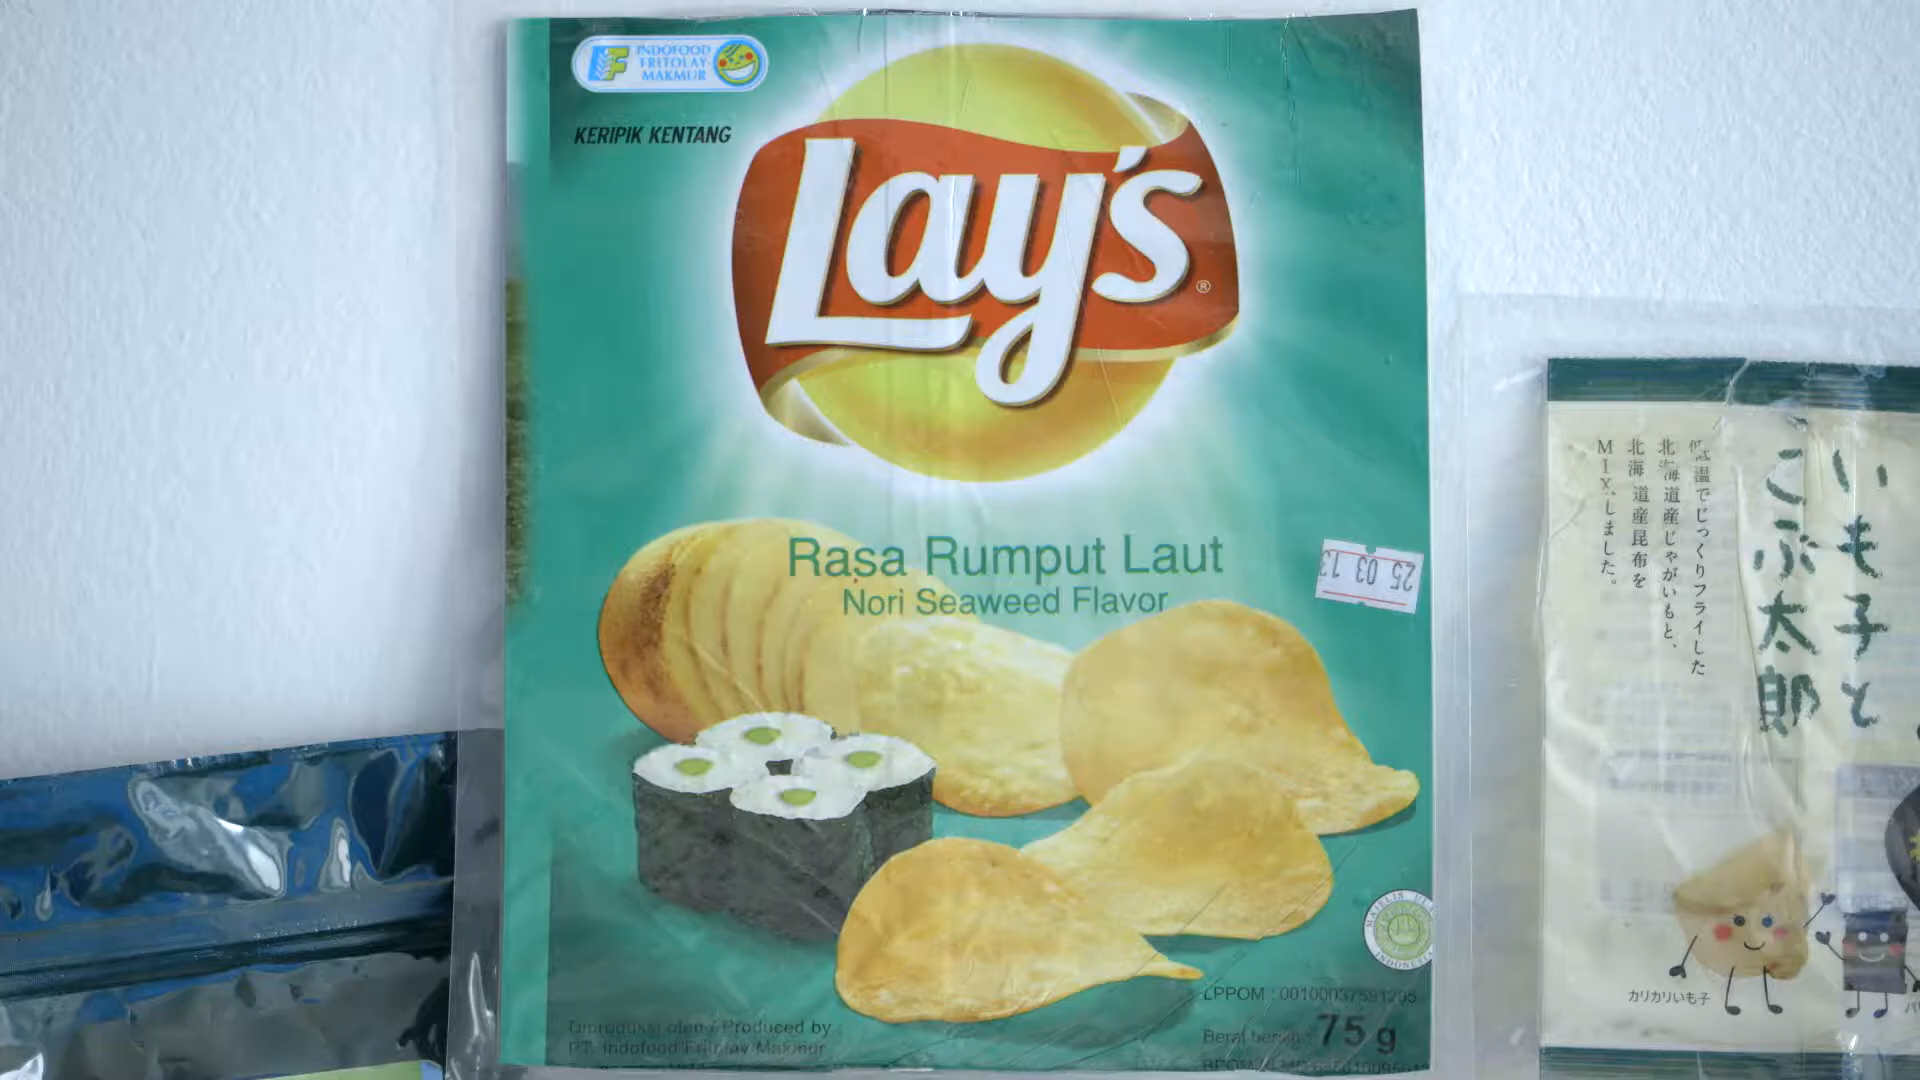 INDOFOOD
FRITOLAY
MAKMUR
KERIPIK KENTANG
Lay's
®
Rasa Rumput Laut
Nori Seaweed Flavor
25 03 13
INDONESIA
LPPOM : 00100037591205
Diproduksi oleh / Produced by :
PT. Indofood Fritolay Makmur
Berat bersih : 75 g
いも子と
こぶ太郎
低温でじっくりフライした
北海道産じゃがいもと、
北海道産昆布を
MIXしました。
カリカリいも子